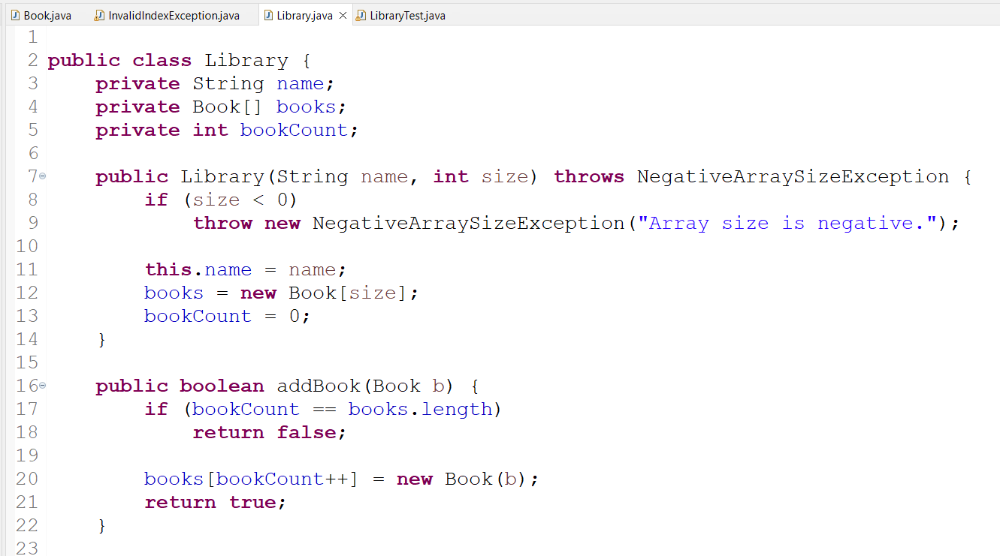 Book.java InvalidIndexException.java Library.java LibraryTest.java
1
2 public class Library {
3     private String name;
4     private Book[] books;
5     private int bookCount;
6
7     public Library(String name, int size) throws NegativeArraySizeException {
8         if (size < 0)
9             throw new NegativeArraySizeException("Array size is negative.");
10
11         this.name = name;
12         books = new Book[size];
13         bookCount = 0;
14     }
15
16     public boolean addBook(Book b) {
17         if (bookCount == books.length)
18             return false;
19
20         books[bookCount++] = new Book(b);
21         return true;
22     }
23